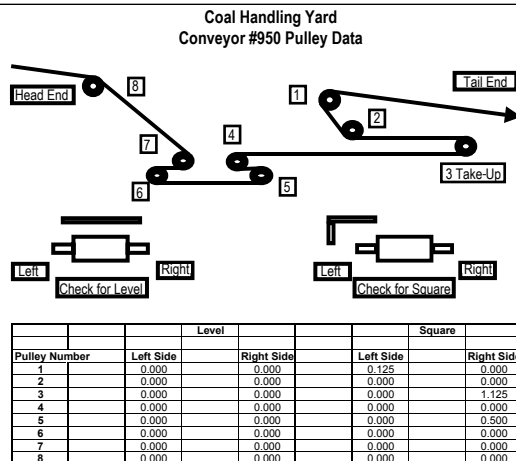 Coal Handling Yard
Conveyor #950 Pulley Data
Head End
8
1
Tail End
2
7
4
3 Take-Up
6
5
Left
Right
Check for Level
Left
Right
Check for Square
Level Square
Pulley Number Left Side Right Side Left Side Right Side
1 0.000 0.000 0.125 0.000
2 0.000 0.000 0.000 0.000
3 0.000 0.000 0.000 1.125
4 0.000 0.000 0.000 0.000
5 0.000 0.000 0.000 0.500
6 0.000 0.000 0.000 0.000
7 0.000 0.000 0.000 0.000
8 0.000 0.000 0.000 0.000